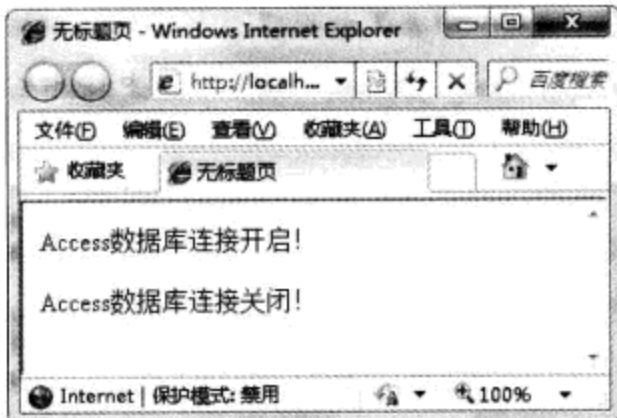 无标题页 - Windows Internet Explorer
http://localh...
百度搜索
文件(F) 编辑(E) 查看(V) 收藏夹(A) 工具(T) 帮助(H)
收藏夹 无标题页
Access数据库连接开启!
Access数据库连接关闭!
Internet | 保护模式: 禁用 100%